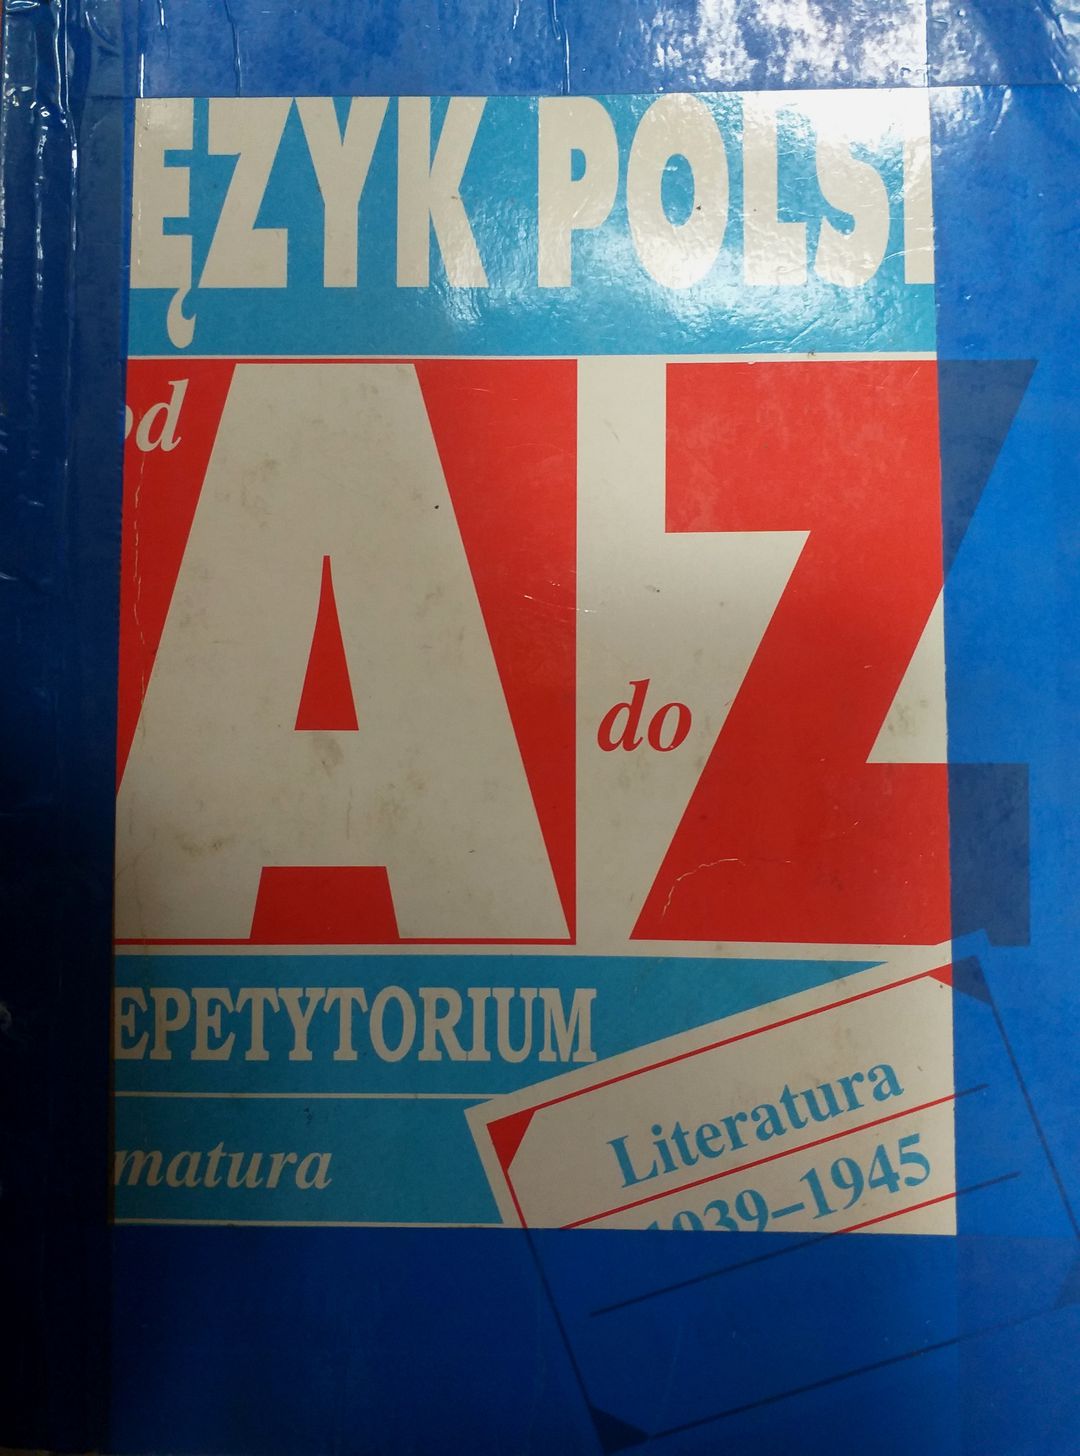 ĘZYK POLS
od
A
do
Z
EPETYTORIUM
matura
Literatura
1939–1945